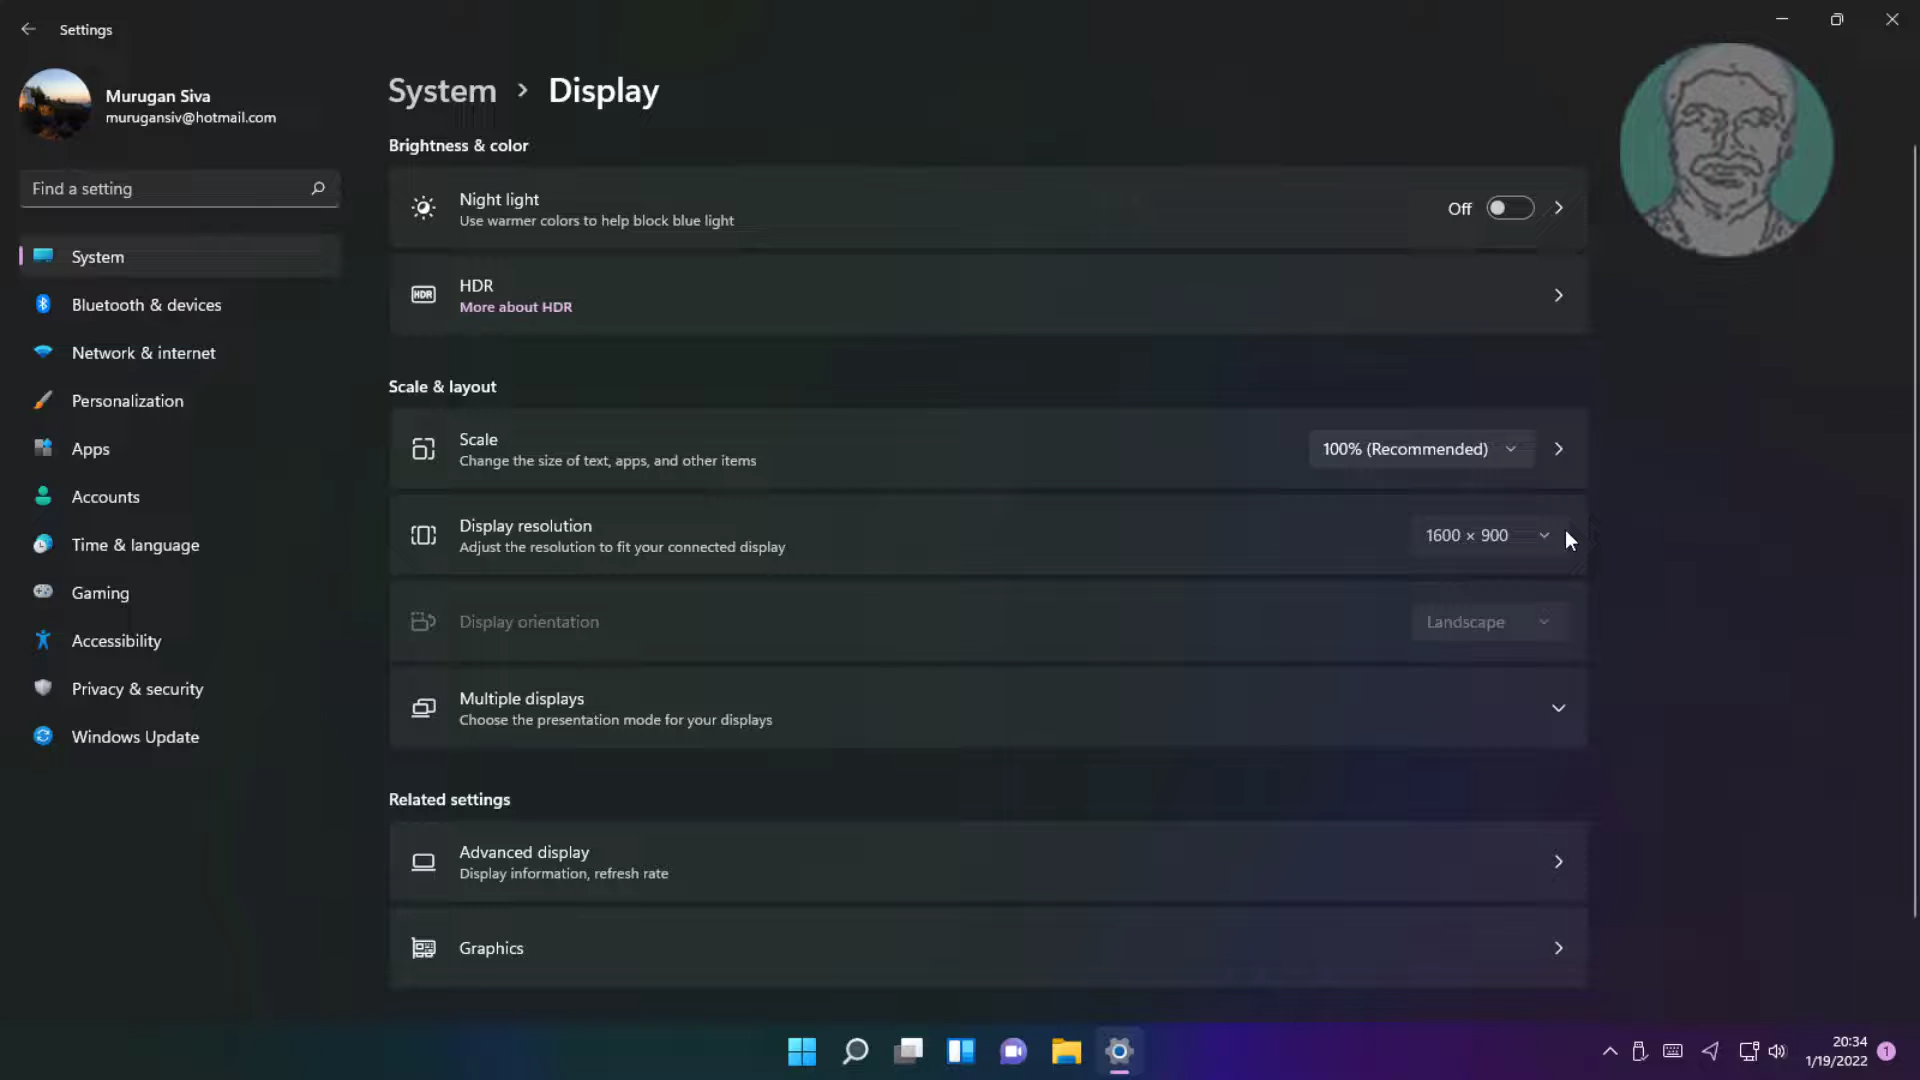 Settings
Murugan Siva
murugansiv@hotmail.com
Find a setting
System
Bluetooth & devices
Network & internet
Personalization
Apps
Accounts
Time & language
Gaming
Accessibility
Privacy & security
Windows Update
System > Display
Brightness & color
Night light
Use warmer colors to help block blue light
Off
HDR
HDR
More about HDR
Scale & layout
Scale
Change the size of text, apps, and other items
100% (Recommended)
Display resolution
Adjust the resolution to fit your connected display
1600 × 900
Display orientation
Landscape
Multiple displays
Choose the presentation mode for your displays
Related settings
Advanced display
Display information, refresh rate
Graphics
20:34
1/19/2022
1